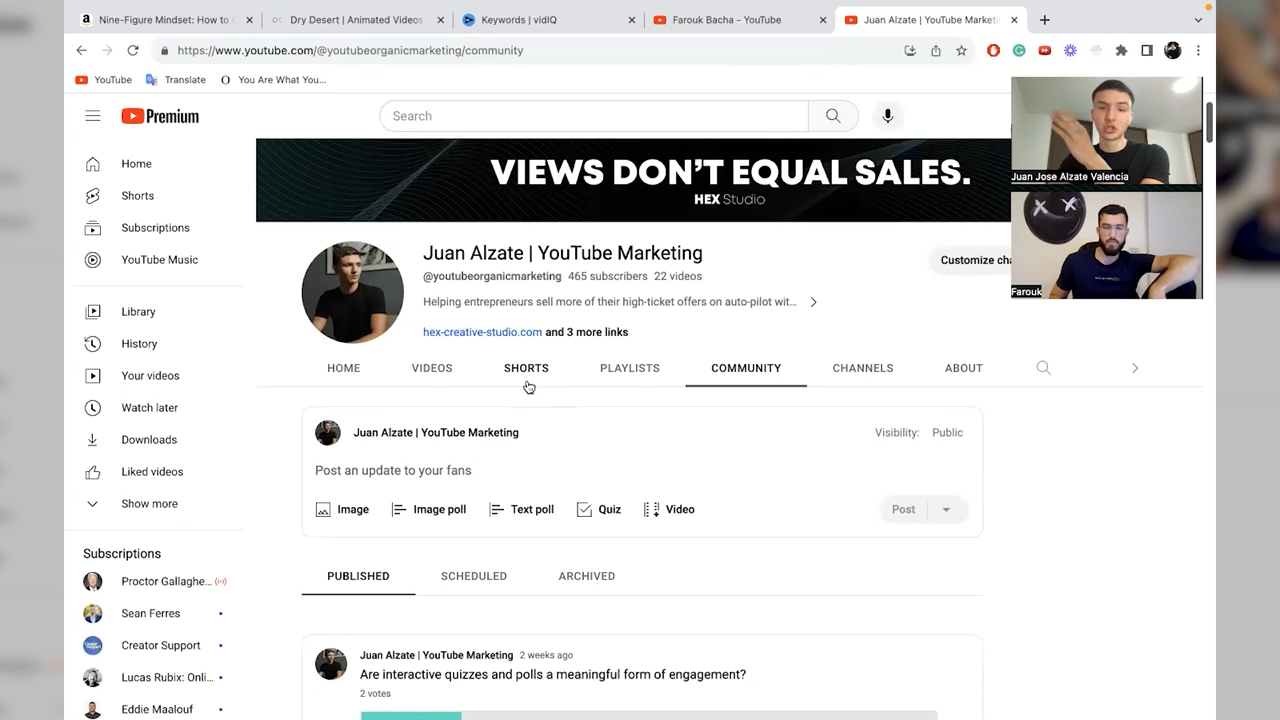 Nine-Figure Mindset: How to
Dry Desert | Animated Videos
Keywords | vidIQ
Farouk Bacha - YouTube
Juan Alzate | YouTube Marketi
https://www.youtube.com/@youtubeorganicmarketing/community
YouTube
Translate
You Are What You...
Premium
Search
Home
Shorts
Subscriptions
YouTube Music
Library
History
Your videos
Watch later
Downloads
Liked videos
Show more
Subscriptions
Proctor Gallaghe...
Sean Ferres
Creator Support
Lucas Rubix: Onli...
Eddie Maalouf
VIEWS DON'T EQUAL SALES.
HEX Studio
Juan Jose Alzate Valencia
Farouk
Juan Alzate | YouTube Marketing
@youtubeorganicmarketing 465 subscribers 22 videos
Customize cha
Helping entrepreneurs sell more of their high-ticket offers on auto-pilot wit...
hex-creative-studio.com and 3 more links
HOME VIDEOS SHORTS PLAYLISTS COMMUNITY CHANNELS ABOUT
Juan Alzate | YouTube Marketing
Visibility: Public
Post an update to your fans
Image Image poll Text poll Quiz Video
Post
PUBLISHED SCHEDULED ARCHIVED
Juan Alzate | YouTube Marketing 2 weeks ago
Are interactive quizzes and polls a meaningful form of engagement?
2 votes